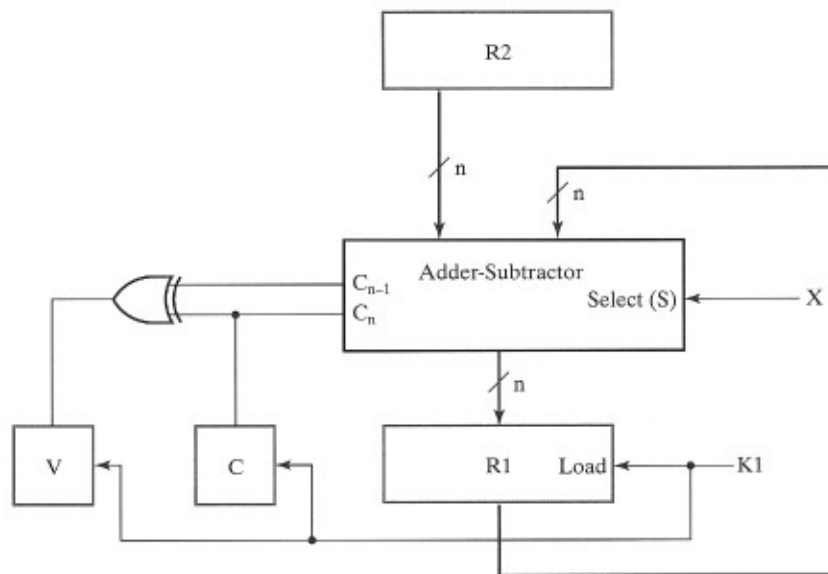 R2
n
n
Adder-Subtractor
Cn–1
Cn
Select (S)
X
n
V
C
R1
Load
K1